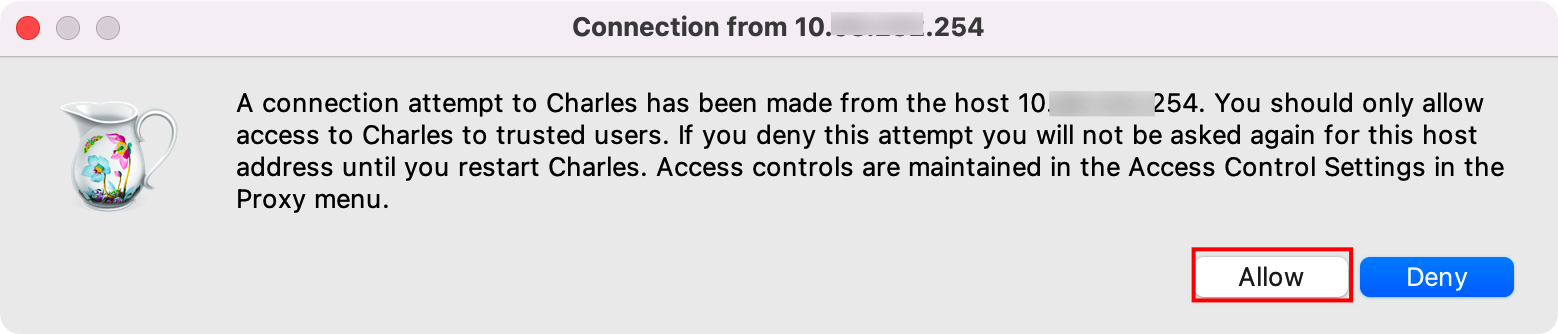 Connection from 10. .254
A connection attempt to Charles has been made from the host 10. 254. You should only allow
access to Charles to trusted users. If you deny this attempt you will not be asked again for this host
address until you restart Charles. Access controls are maintained in the Access Control Settings in the
Proxy menu.
Allow
Deny